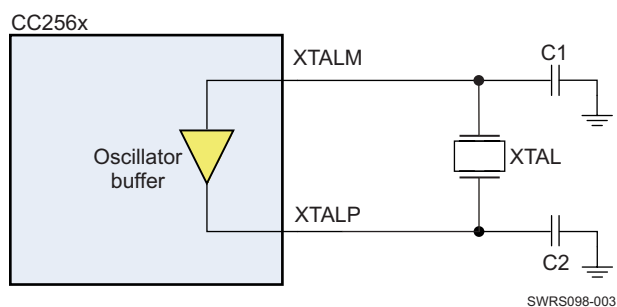 CC256x
XTALM
C1
Oscillator
buffer
XTAL
XTALP
C2
SWRS098-003